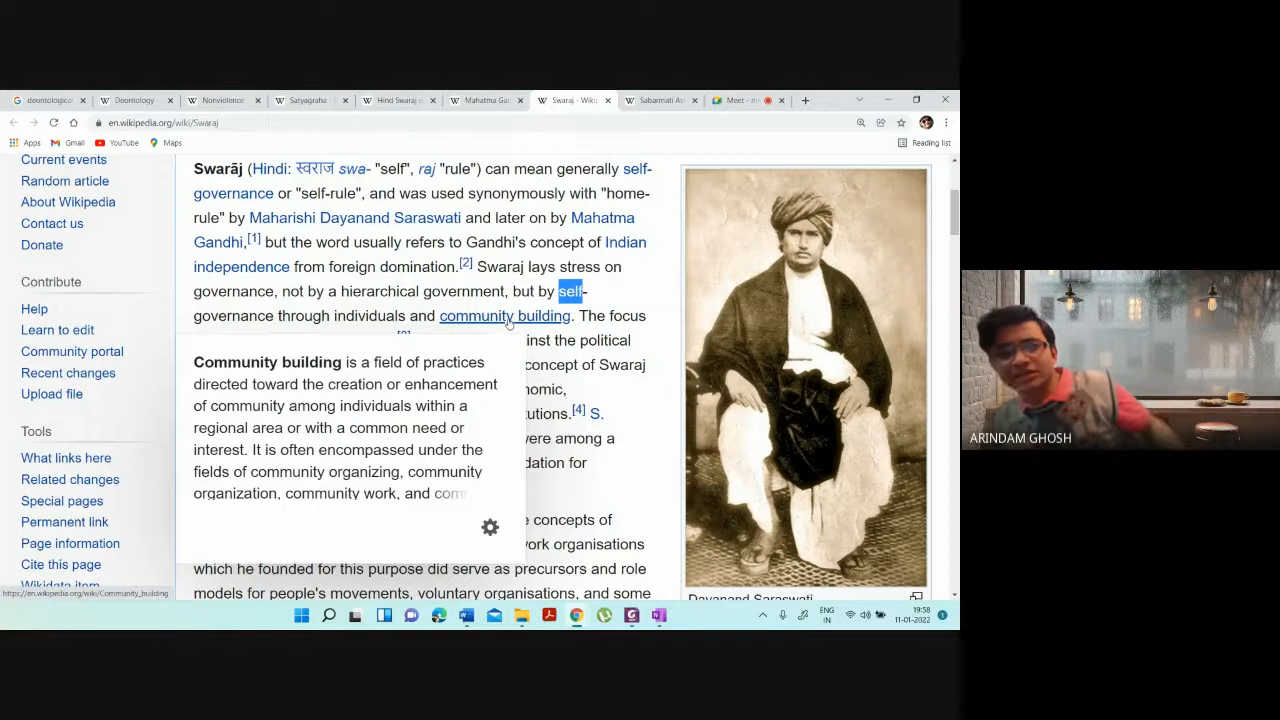 deontological
Deontology -
Nonviolence
Satyagraha -
Hind Swaraj o
Mahatma Ga
Swaraj - Wiki
Sabarmati As
Meet - m
en.wikipedia.org/wiki/Swaraj
Apps
Gmail
YouTube
Maps
Reading list
Current events
Random article
About Wikipedia
Contact us
Donate
Contribute
Help
Learn to edit
Community portal
Recent changes
Upload file
Tools
What links here
Related changes
Special pages
Permanent link
Page information
Cite this page
Wikidata item
https://en.wikipedia.org/wiki/Community_building
Swarāj (Hindi: स्वराज swa- "self", raj "rule") can mean generally self-
governance or "self-rule", and was used synonymously with "home-
rule" by Maharishi Dayanand Saraswati and later on by Mahatma
Gandhi,[1] but the word usually refers to Gandhi's concept of Indian
independence from foreign domination.[2] Swaraj lays stress on
governance, not by a hierarchical government, but by self-
governance through individuals and community building. The focus
inst the political
concept of Swaraj
nomic,
utions.[4] S.
ere among a
dation for
Community building is a field of practices
directed toward the creation or enhancement
of community among individuals within a
regional area or with a common need or
interest. It is often encompassed under the
fields of community organizing, community
organization, community work, and com
e concepts of
ork organisations
which he founded for this purpose did serve as precursors and role
models for people's movements, voluntary organisations, and some
Dayanand Saraswati
ENG
IN
19:58
11-01-2022
1
ARINDAM GHOSH